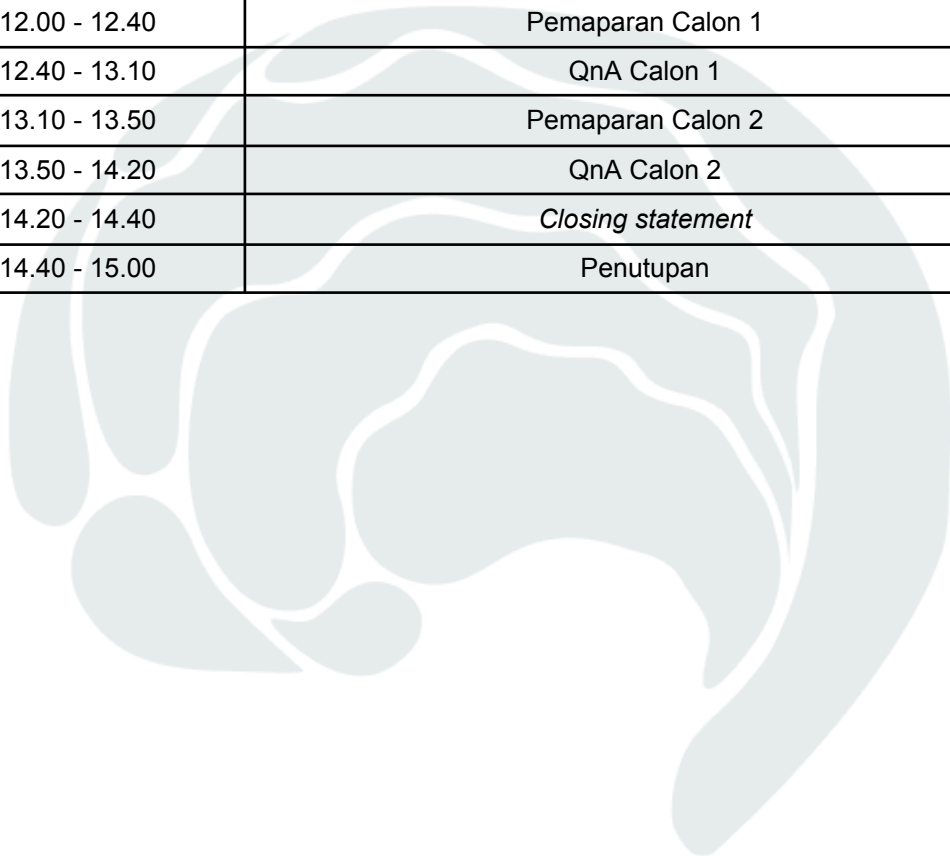 12.00 - 12.40 Pemaparan Calon 1
12.40 - 13.10 QnA Calon 1
13.10 - 13.50 Pemaparan Calon 2
13.50 - 14.20 QnA Calon 2
14.20 - 14.40 Closing statement
14.40 - 15.00 Penutupan